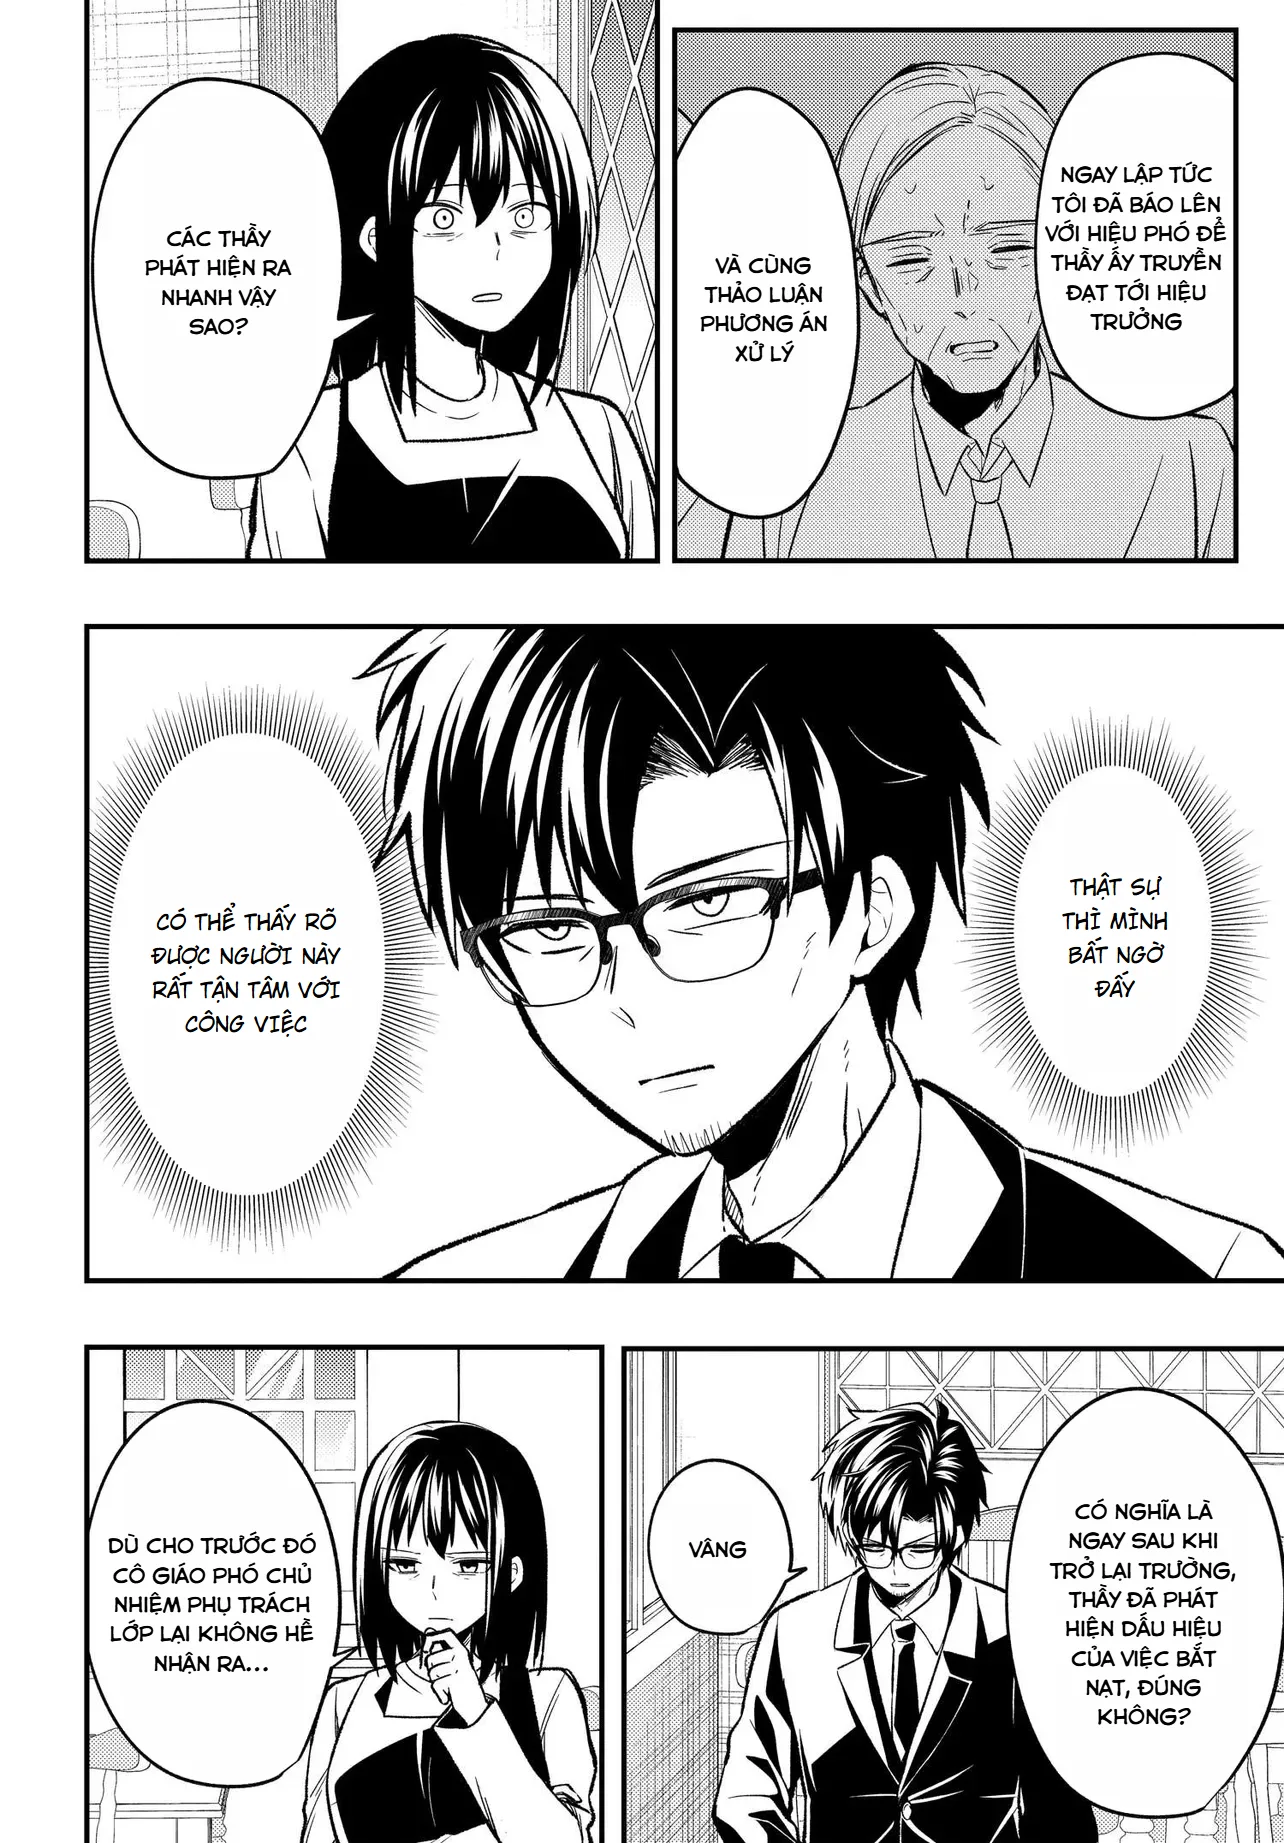 NGAY LẬP TỨC
TÔI ĐÃ BÁO LÊN
VỚI HIỆU PHÓ ĐỂ
THẦY ẤY TRUYỀN
ĐẠT TỚI HIỆU
TRƯỞNG
VÀ CÙNG
THẢO LUẬN
PHƯƠNG ÁN
XỬ LÝ
CÁC THẦY
PHÁT HIỆN RA
NHANH VẬY
SAO?
THẬT SỰ
THÌ MÌNH
BẤT NGỜ
ĐẤY
CÓ THỂ THẤY RÕ
ĐƯỢC NGƯỜI NÀY
RẤT TẬN TÂM VỚI
CÔNG VIỆC
CÓ NGHĨA LÀ
NGAY SAU KHI
TRỞ LẠI TRƯỜNG,
THẦY ĐÃ PHÁT
HIỆN DẤU HIỆU
CỦA VIỆC BẮT
NẠT, ĐÚNG
KHÔNG?
VÂNG
DÙ CHO TRƯỚC ĐÓ
CÔ GIÁO PHÓ CHỦ
NHIỆM PHỤ TRÁCH
LỚP LẠI KHÔNG HỀ
NHẬN RA...